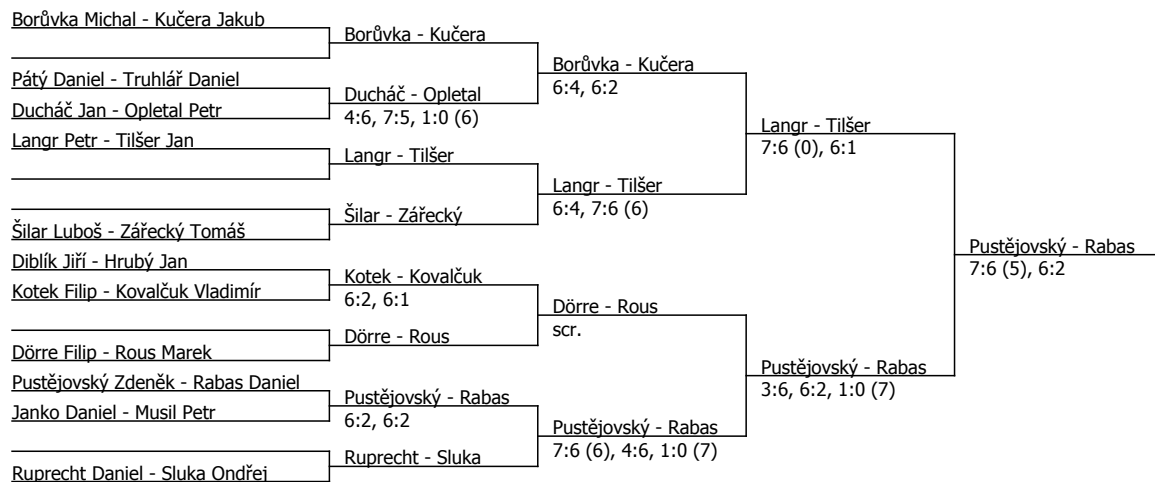 Borůvka Michal - Kučera Jakub
Borůvka - Kučera
Borůvka - Kučera
6:4, 6:2
Pátý Daniel - Truhlář Daniel
Ducháč - Opletal
4:6, 7:5, 1:0 (6)
Ducháč Jan - Opletal Petr
Langr - Tilšer
7:6 (0), 6:1
Langr Petr - Tilšer Jan
Langr - Tilšer
Langr - Tilšer
6:4, 7:6 (6)
Šilar - Zářecký
Šilar Luboš - Zářecký Tomáš
Pustějovský - Rabas
7:6 (5), 6:2
Diblík Jiří - Hrubý Jan
Kotek - Kovalčuk
6:2, 6:1
Kotek Filip - Kovalčuk Vladimír
Dörre - Rous
scr.
Dörre - Rous
Dörre Filip - Rous Marek
Pustějovský - Rabas
3:6, 6:2, 1:0 (7)
Pustějovský Zdeněk - Rabas Daniel
Pustějovský - Rabas
6:2, 6:2
Janko Daniel - Musil Petr
Pustějovský - Rabas
7:6 (6), 4:6, 1:0 (7)
Ruprecht - Sluka
Ruprecht Daniel - Sluka Ondřej